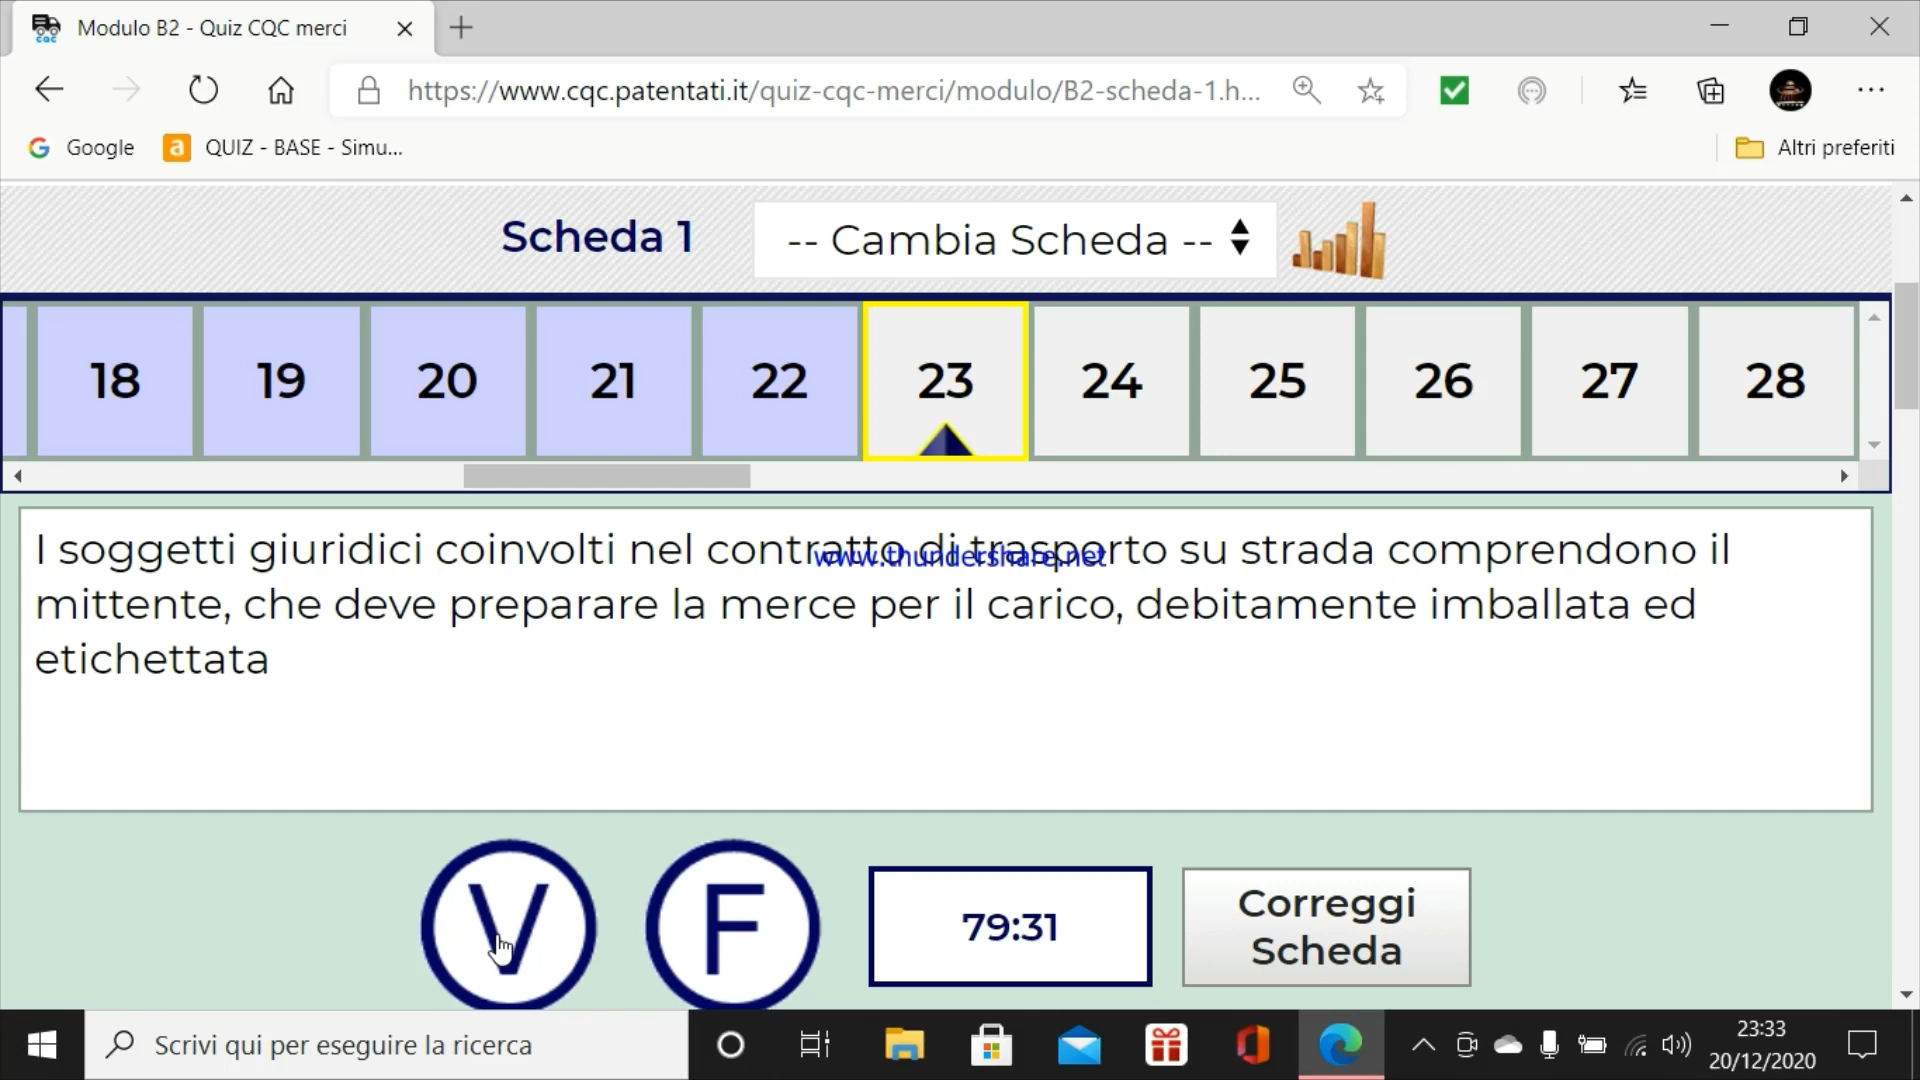 Modulo B2 - Quiz CQC merci
https://www.cqc.patentati.it/quiz-cqc-merci/modulo/B2-scheda-1.h...
Google
a
QUIZ - BASE - Simu...
Altri preferiti
Scheda 1
-- Cambia Scheda --
18 19 20 21 22 23 24 25 26 27 28
I soggetti giuridici coinvolti nel contratto di trasporto su strada comprendono il
www.thundershare.net
mittente, che deve preparare la merce per il carico, debitamente imballata ed
etichettata
V
F
79:31
Correggi
Scheda
Scrivi qui per eseguire la ricerca
23:33
20/12/2020